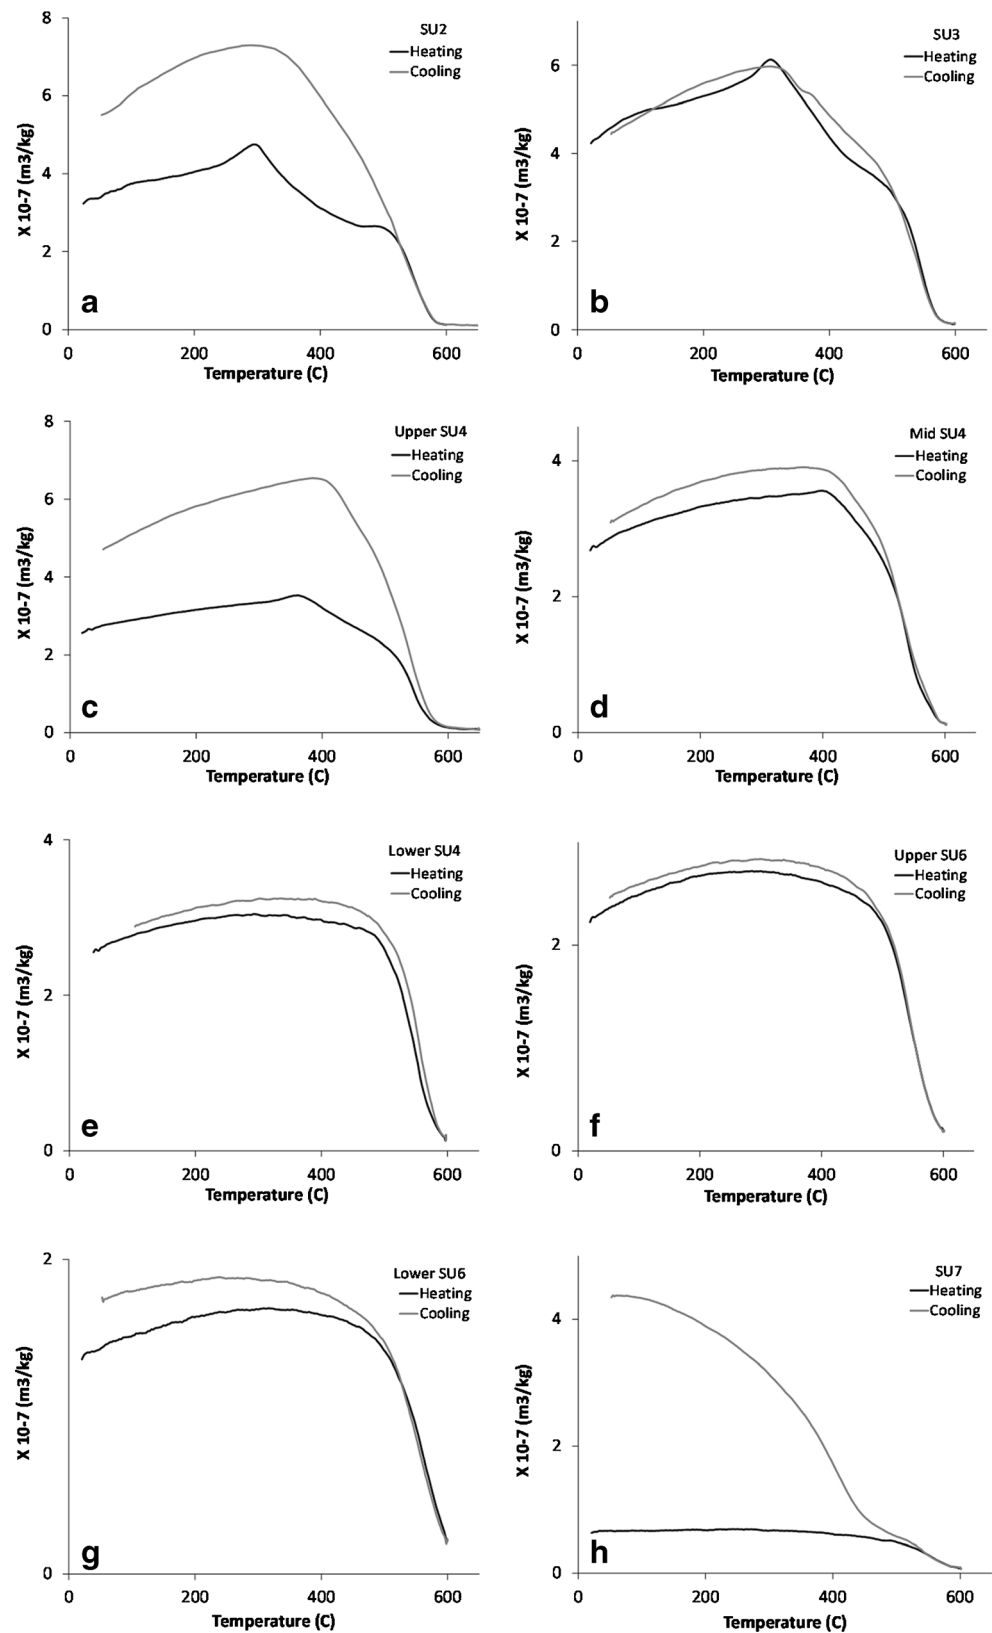 8
6
4
2
0
0 200 400 600
X 10-7 (m3/kg)
Temperature (C)
SU2
Heating
Cooling
a
6
4
2
0
0 200 400 600
X 10-7 (m3/kg)
Temperature (C)
SU3
Heating
Cooling
b
8
6
4
2
0
0 200 400 600
X 10-7 (m3/kg)
Temperature (C)
Upper SU4
Heating
Cooling
c
4
2
0
0 200 400 600
X 10-7 (m3/kg)
Temperature (C)
Mid SU4
Heating
Cooling
d
4
2
0
0 200 400 600
X 10-7 (m3/kg)
Temperature (C)
Lower SU4
Heating
Cooling
e
2
0
0 200 400 600
X 10-7 (m3/kg)
Temperature (C)
Upper SU6
Heating
Cooling
f
2
0
0 200 400 600
X 10-7 (m3/kg)
Temperature (C)
Lower SU6
Heating
Cooling
g
4
2
0
0 200 400 600
X 10-7 (m3/kg)
Temperature (C)
SU7
Heating
Cooling
h